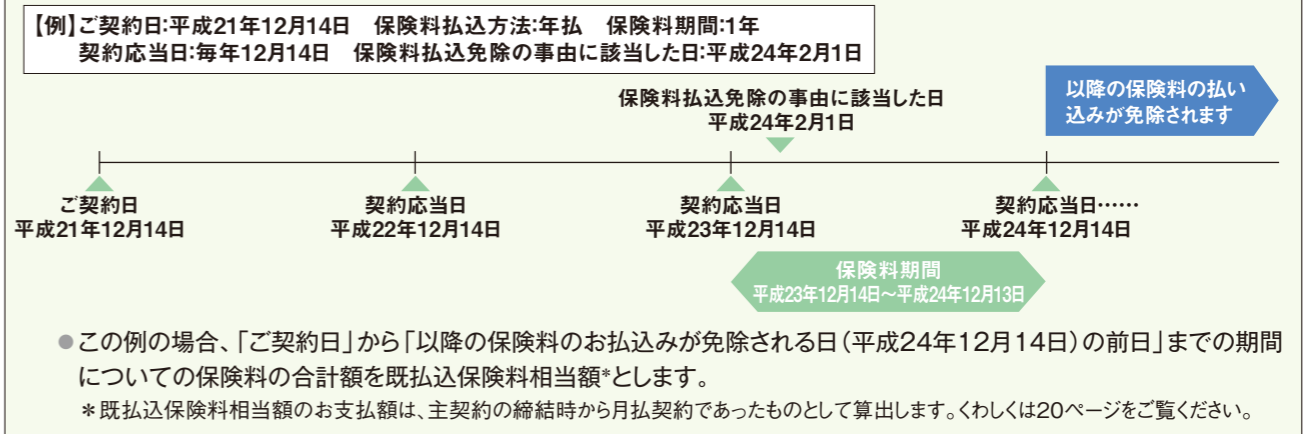 【例】ご契約日:平成21年12月14日　保険料払込方法:年払　保険料期間:1年
契約応当日:毎年12月14日　保険料払込免除の事由に該当した日:平成24年2月1日
以降の保険料の払い
込みが免除されます
保険料払込免除の事由に該当した日
平成24年2月1日
ご契約日
平成21年12月14日
契約応当日
平成22年12月14日
契約応当日
平成23年12月14日
契約応当日……
平成24年12月14日
保険料期間
平成23年12月14日～平成24年12月13日
●この例の場合、「ご契約日」から「以降の保険料のお払込みが免除される日(平成24年12月14日)の前日」までの期間
についての保険料の合計額を既払込保険料相当額*とします。
＊既払込保険料相当額のお支払額は、主契約の締結時から月払契約であったものとして算出します。くわしくは20ページをご覧ください。